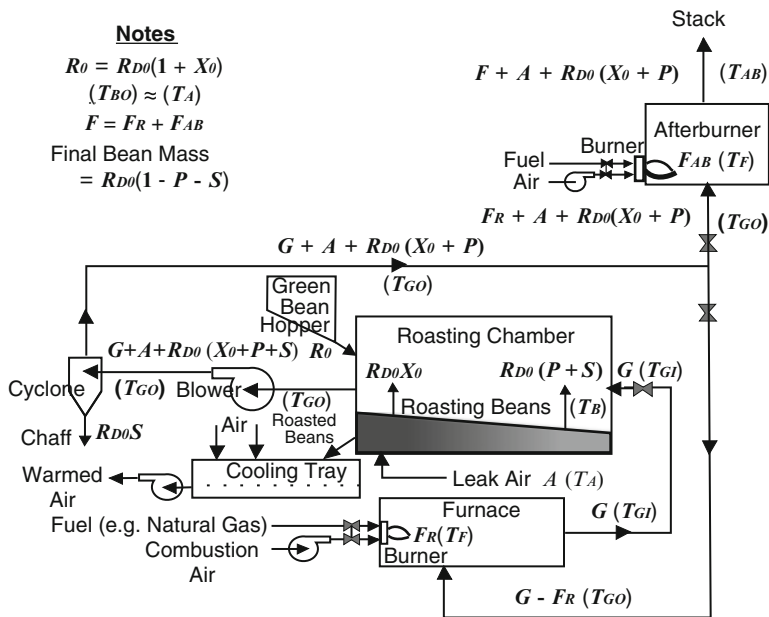 Notes
R0 = RD0(1 + X0)
(TBO) ≈ (TA)
F = FR + FAB
Final Bean Mass
= RD0(1 - P - S)
Stack
F + A + RD0 (X0 + P)
(TAB)
Afterburner
Burner
FAB (TF)
Fuel
Air
FR + A + RD0(X0 + P)
(TGO)
G + A + RD0 (X0 + P)
(TGO)
Green
Bean
Hopper
R0
Roasting Chamber
G+A+RD0 (X0+P+S)
RD0X0
RD0 (P + S)
G (TGI)
Cyclone
(TGO)
Blower
(TGO)
Roasting Beans
(TB)
Chaff
RD0S
Air
Roasted
Beans
Warmed
Air
Cooling Tray
Leak Air A (TA)
Furnace
G (TGI)
Fuel (e.g. Natural Gas)
FR(TF)
Combustion
Air
Burner
G - FR (TGO)